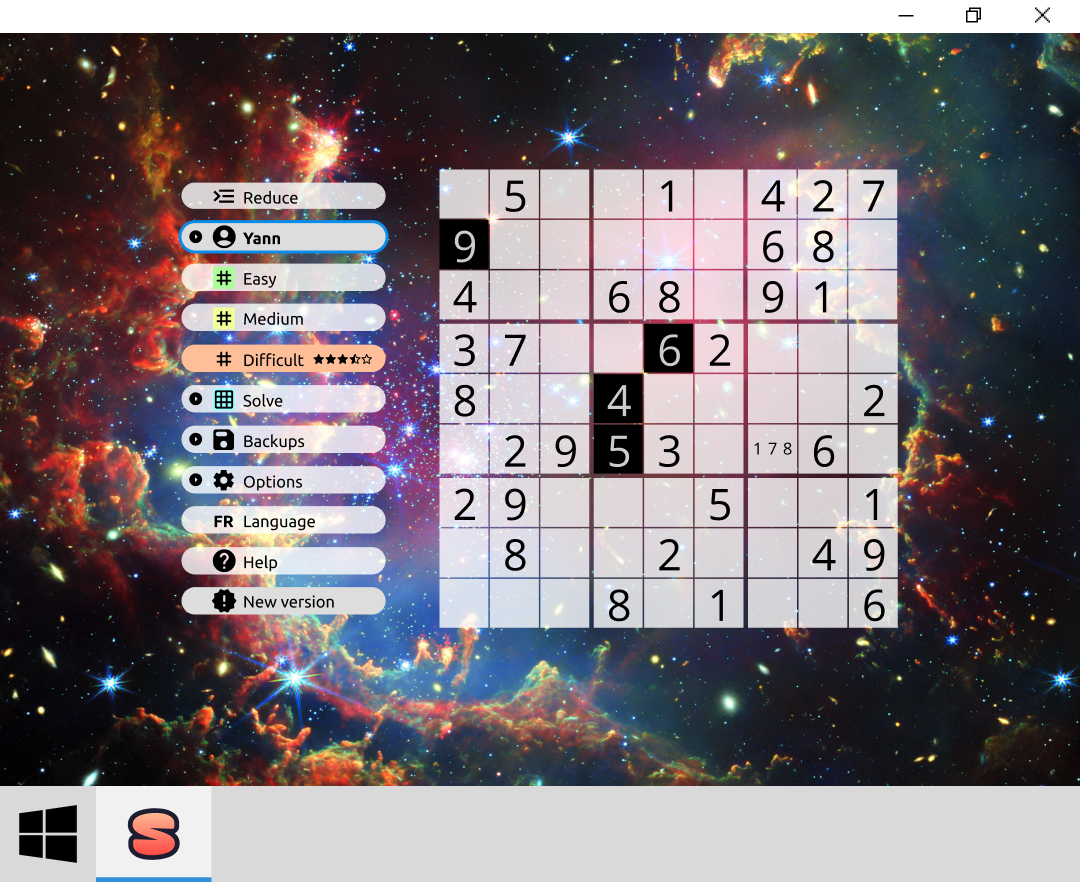 Reduce
Yann
Easy
Medium
Difficult
Solve
Backups
Options
FR Language
Help
New version
5 1 4 2 7
9 6 8
4 6 8 9 1
3 7 6 2
8 4 2
2 9 5 3 1 7 8 6
2 9 5 1
8 2 4 9
8 1 6